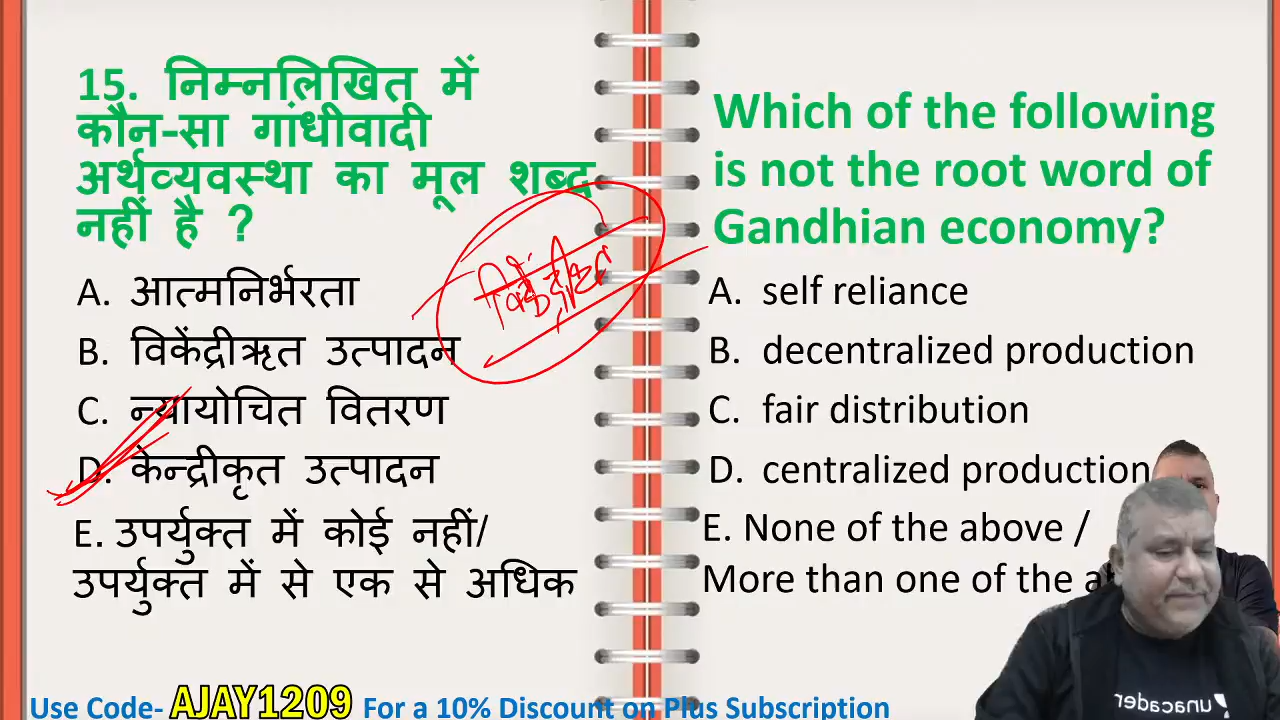 15. निम्नलिखित में
कौन-सा गांधीवादी
अर्थव्यवस्था का मूल शब्द
नहीं है ?
A. आत्मनिर्भरता
B. विकेंद्रीऋत उत्पादन
C. न्यायोचित वितरण
D. केन्द्रीकृत उत्पादन
E. उपर्युक्त में कोई नहीं/
उपर्युक्त में से एक से अधिक
Which of the following
is not the root word of
Gandhian economy?
A. self reliance
B. decentralized production
C. fair distribution
D. centralized production
E. None of the above /
More than one of the a
unacader
Use Code- AJAY1209 For a 10% Discount on Plus Subscription